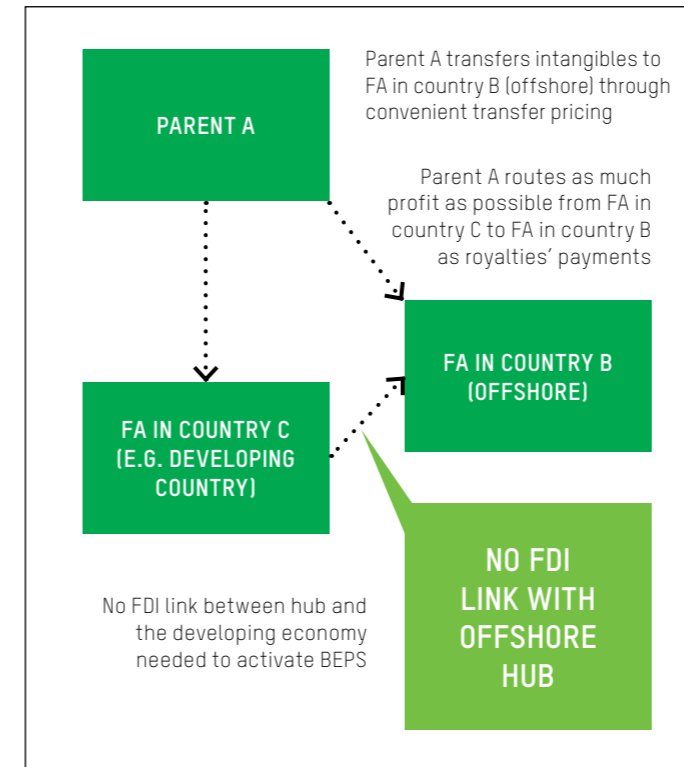 PARENT A
Parent A transfers intangibles to
FA in country B (offshore) through
convenient transfer pricing
Parent A routes as much
profit as possible from FA in
country C to FA in country B
as royalties’ payments
FA IN COUNTRY B
(OFFSHORE)
FA IN COUNTRY C
(E.G. DEVELOPING
COUNTRY)
NO FDI
LINK WITH
OFFSHORE
HUB
No FDI link between hub and
the developing economy
needed to activate BEPS